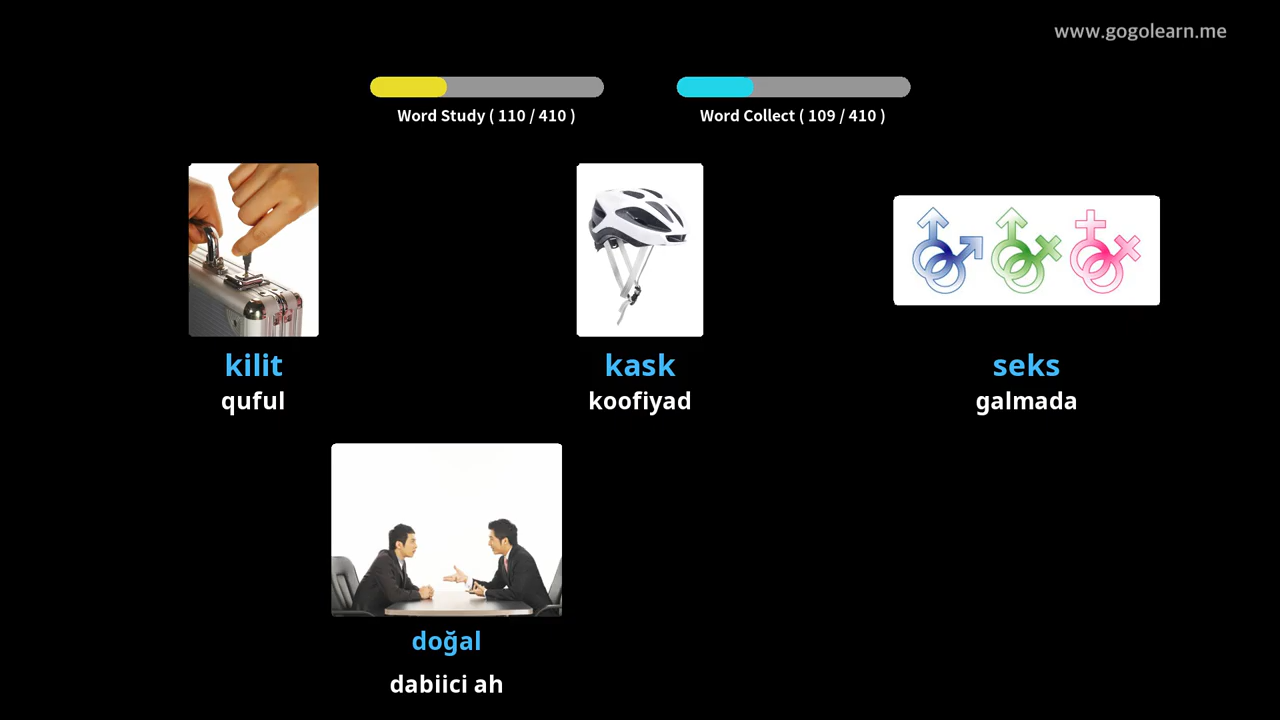 www.gogolearn.me
Word Study ( 110 / 410 )
Word Collect ( 109 / 410 )
kilit
quful
kask
koofiyad
seks
galmada
doğal
dabiici ah